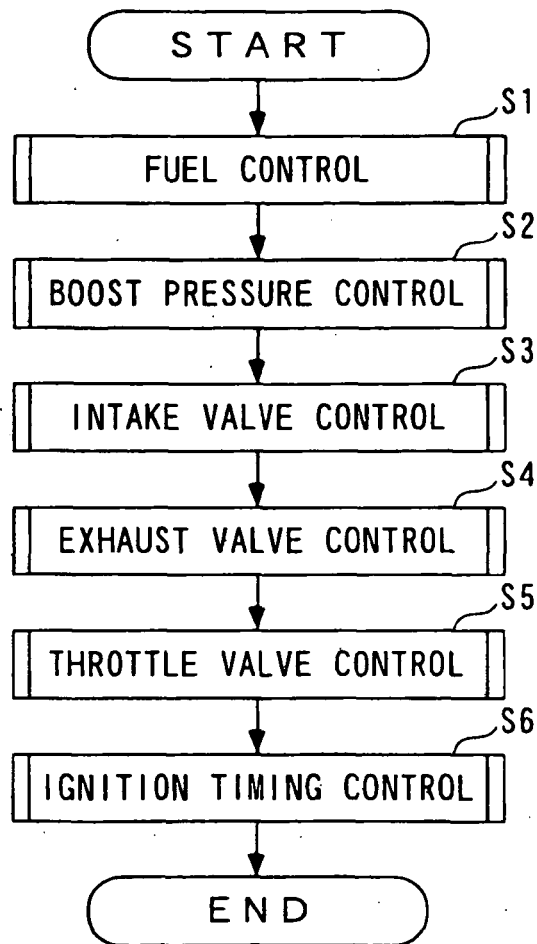 START
S1
FUEL CONTROL
S2
BOOST PRESSURE CONTROL
S3
INTAKE VALVE CONTROL
S4
EXHAUST VALVE CONTROL
S5
THROTTLE VALVE CONTROL
S6
IGNITION TIMING CONTROL
END